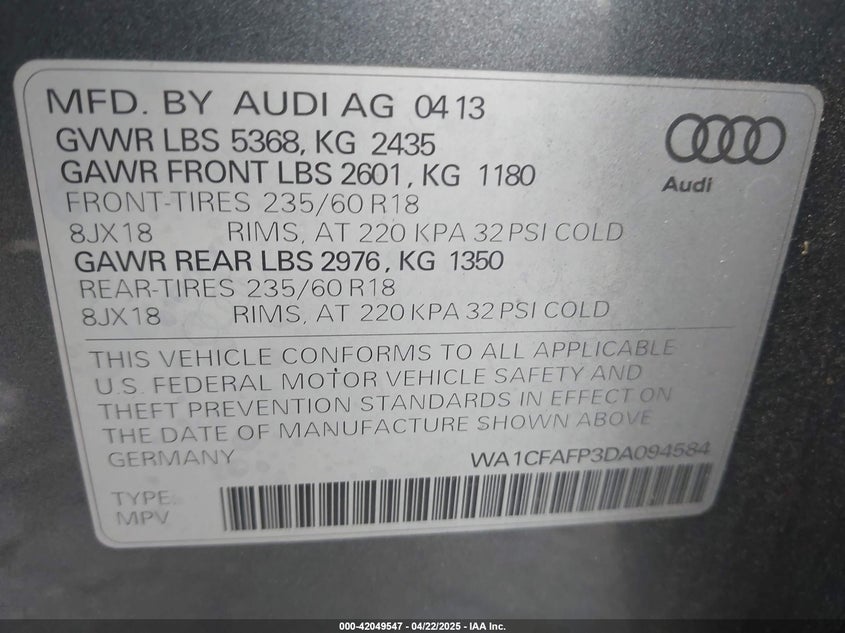 MFD. BY AUDI AG 0413
GVWR LBS 5368, KG 2435
GAWR FRONT LBS 2601, KG 1180
FRONT-TIRES 235/60 R18
8JX18 RIMS, AT 220 KPA 32 PSI COLD
GAWR REAR LBS 2976, KG 1350
REAR-TIRES 235/60 R18
8JX18 RIMS, AT 220 KPA 32 PSI COLD
Audi
THIS VEHICLE CONFORMS TO ALL APPLICABLE
U.S. FEDERAL MOTOR VEHICLE SAFETY AND
THEFT PREVENTION STANDARDS IN EFFECT ON
THE DATE OF MANUFACTURE SHOWN ABOVE
GERMANY WA1CFAFP3DA094584
TYPE:
MPV
000-42049547 - 04/22/2025 - IAA Inc.